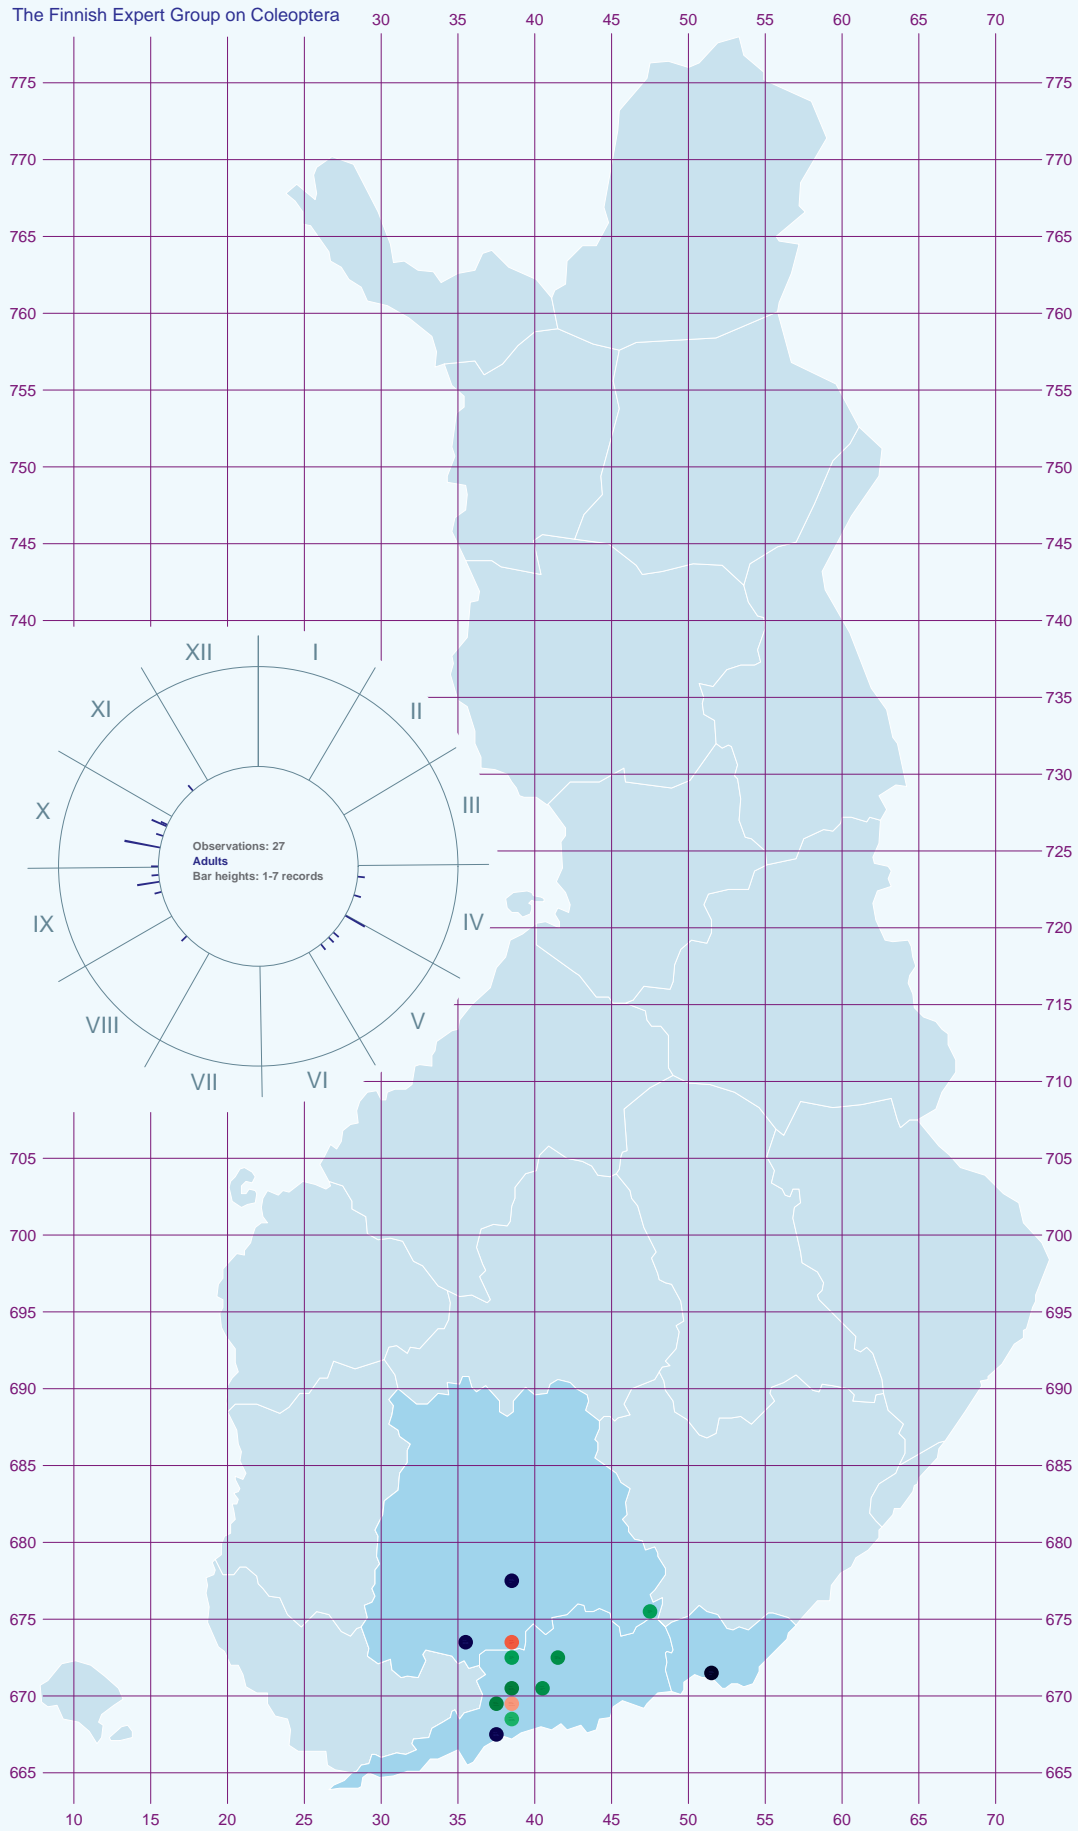 The Finnish Expert Group on Coleoptera
30 35 40 45 50 55 60 65 70
775 775
770 770
765 765
760 760
755 755
750 750
745 745
740 740
XII I
XI II
735
730
X III
Observations: 27
Adults
Bar heights: 1-7 records
725
IX IV
720
VIII V
715
VII VI
710
705 705
700 700
695 695
690 690
685 685
680 680
675 675
670 670
665 665
10 15 20 25 30 35 40 45 50 55 60 65 70